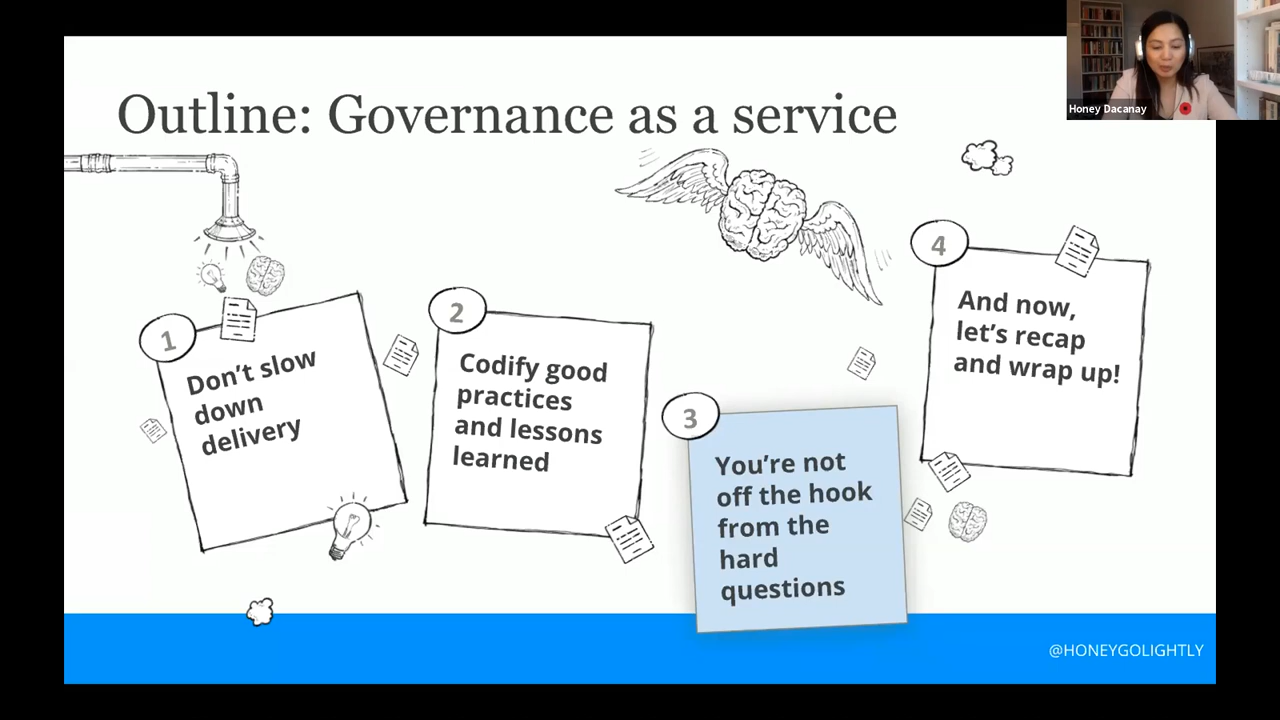 Honey Dacanay
Outline: Governance as a service
1
Don’t slow
down
delivery
2
Codify good
practices
and lessons
learned
3
You’re not
off the hook
from the
hard
questions
4
And now,
let’s recap
and wrap up!
@HONEYGOLIGHTLY